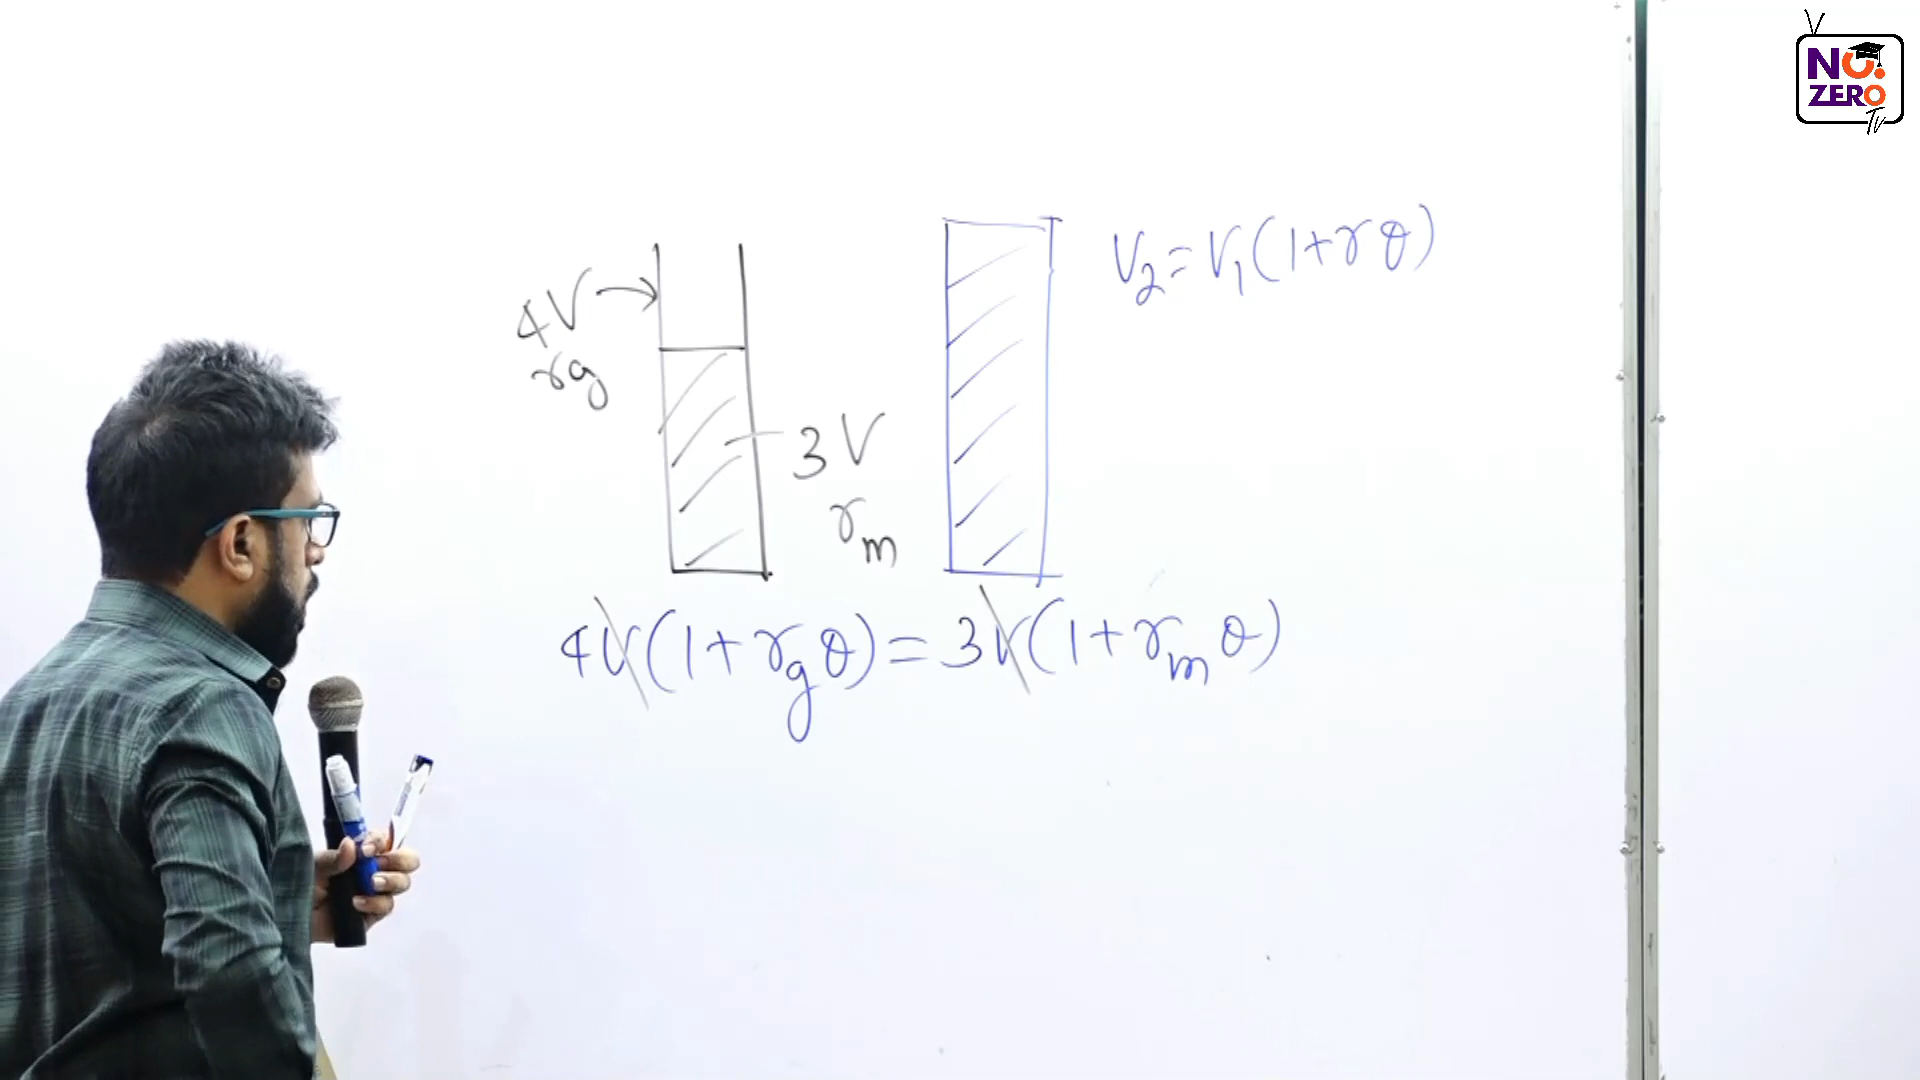 V NO. ZERO TV
V₂ = V₁(1+γθ)
4V
γg
3V
γm
4V(1+γgθ) = 3V(1+γmθ)